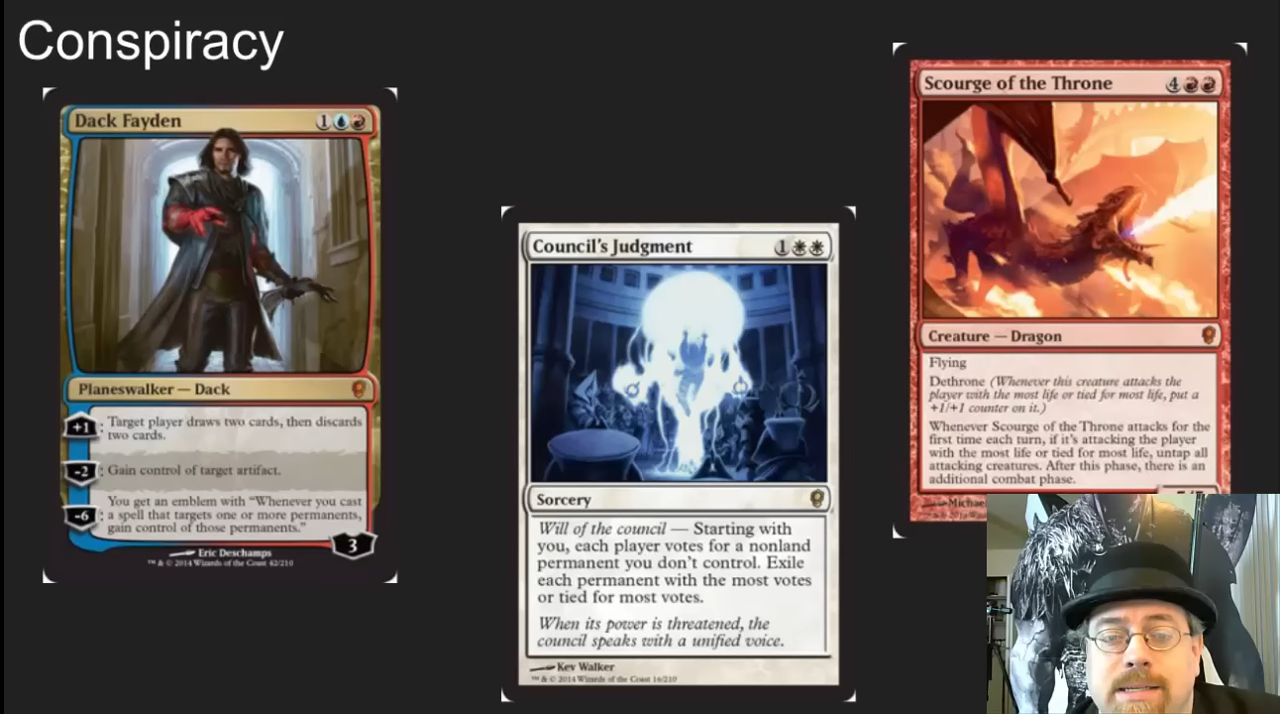 Conspiracy
Dack Fayden 1
Planeswalker — Dack
+1: Target player draws two cards, then discards
two cards.
-2: Gain control of target artifact.
You get an emblem with "Whenever you cast
-6: a spell that targets one or more permanents,
gain control of those permanents."
Eric Deschamps 3
™ & © 2014 Wizards of the Coast 42/210
Council's Judgment 1
Sorcery
Will of the council — Starting with
you, each player votes for a nonland
permanent you don't control. Exile
each permanent with the most votes
or tied for most votes.
When its power is threatened, the
council speaks with a unified voice.
Kev Walker
™ & © 2014 Wizards of the Coast 16/210
Scourge of the Throne 4
Creature — Dragon
Flying
Dethrone (Whenever this creature attacks the
player with the most life or tied for most life, put a
+1/+1 counter on it.)
Whenever Scourge of the Throne attacks for the
first time each turn, if it's attacking the player
with the most life or tied for most life, untap all
attacking creatures. After this phase, there is an
additional combat phase.